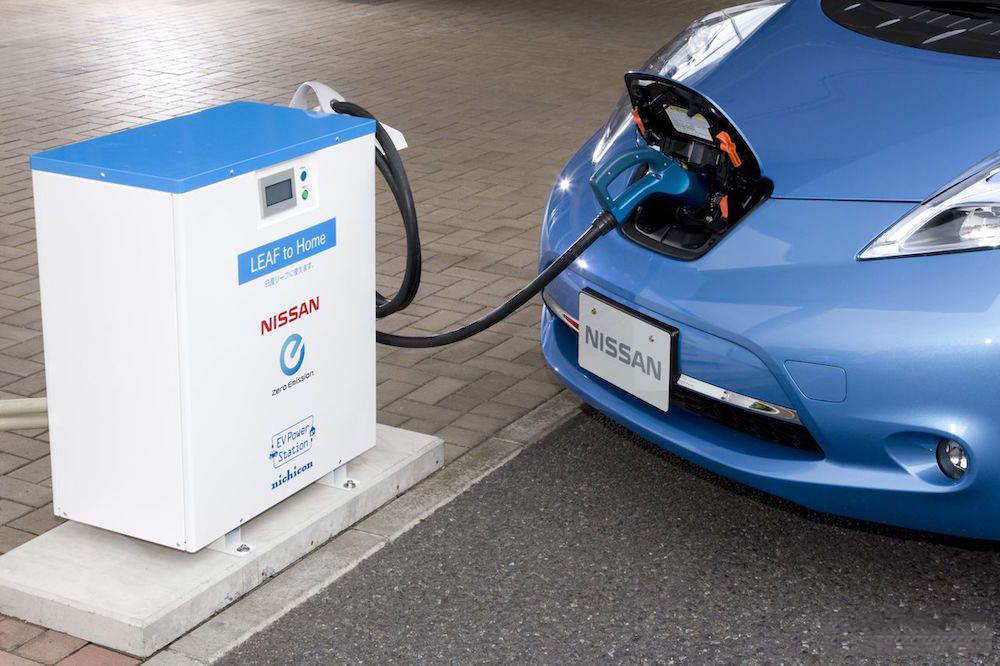 LEAF to Home
日産リーフに使えます。
NISSAN
Zero Emission
EV Power
Station
nichicon
NISSAN